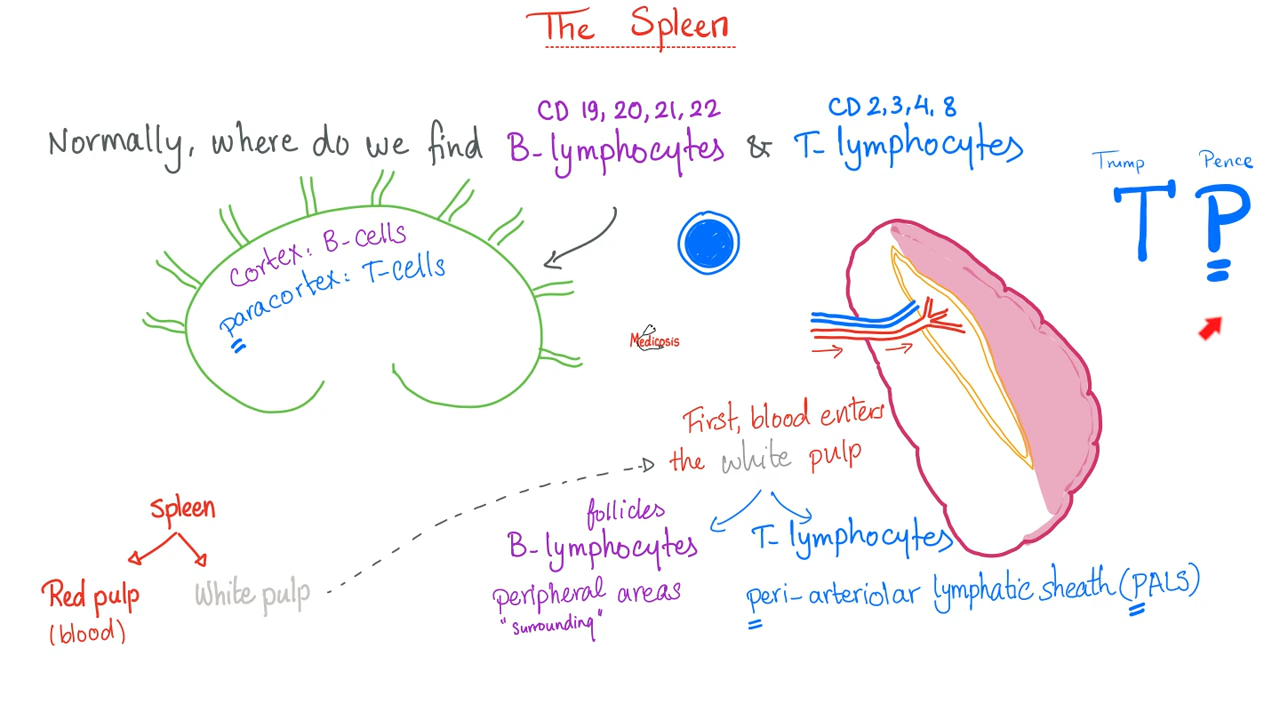 The Spleen
CD 19, 20, 21, 22
CD 2,3,4,8
Normally, where do we find B-lymphocytes & T-lymphocytes
Trump Pence
T P
cortex: B-cells
paracortex: T-cells
Medicosis
First, blood enters
the white pulp
Spleen
Red pulp
(blood)
White pulp
follicles
B-lymphocytes
peripheral areas
"surrounding"
T-lymphocytes
peri-arteriolar lymphatic sheath (PALS)